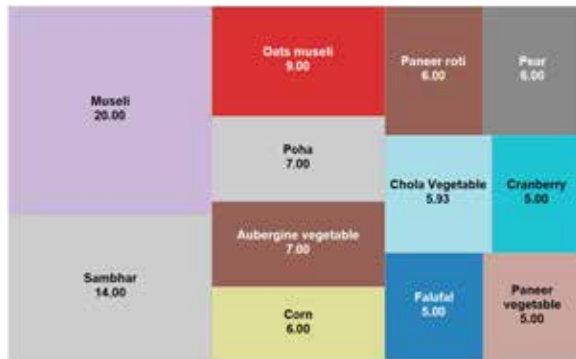 Museli
20.00
Sambhar
14.00
Oats museli
9.00
Poha
7.00
Aubergine vegetable
7.00
Corn
6.00
Paneer roti
6.00
Pear
6.00
Chola Vegetable
5.93
Cranberry
5.00
Falafal
5.00
Paneer
vegetable
5.00